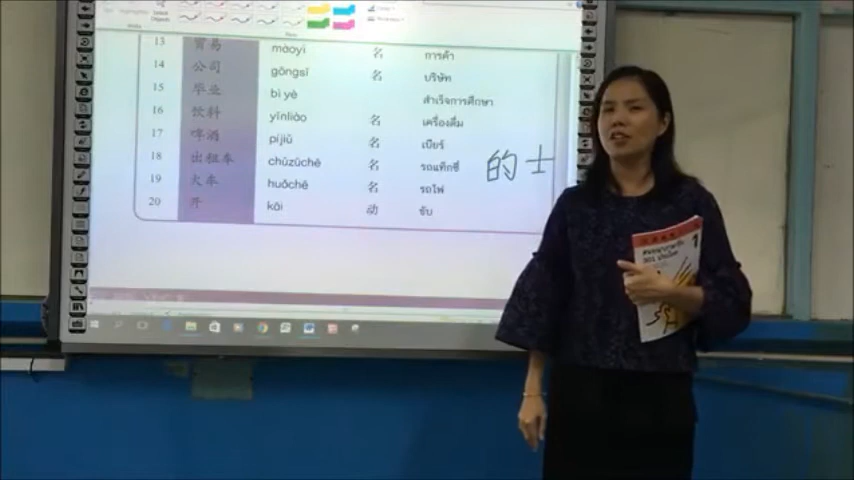 13 贸易 màoyì 名 การค้า
14 公司 gōngsī 名 บริษัท
15 毕业 bì yè สำเร็จการศึกษา
16 饮料 yǐnliào 名 เครื่องดื่ม
17 啤酒 píjiǔ 名 เบียร์
18 出租车 chūzūchē 名 รถแท็กซี่
19 火车 huǒchē 名 รถไฟ
20 开 kāi 动 ขับ
的士
301
1